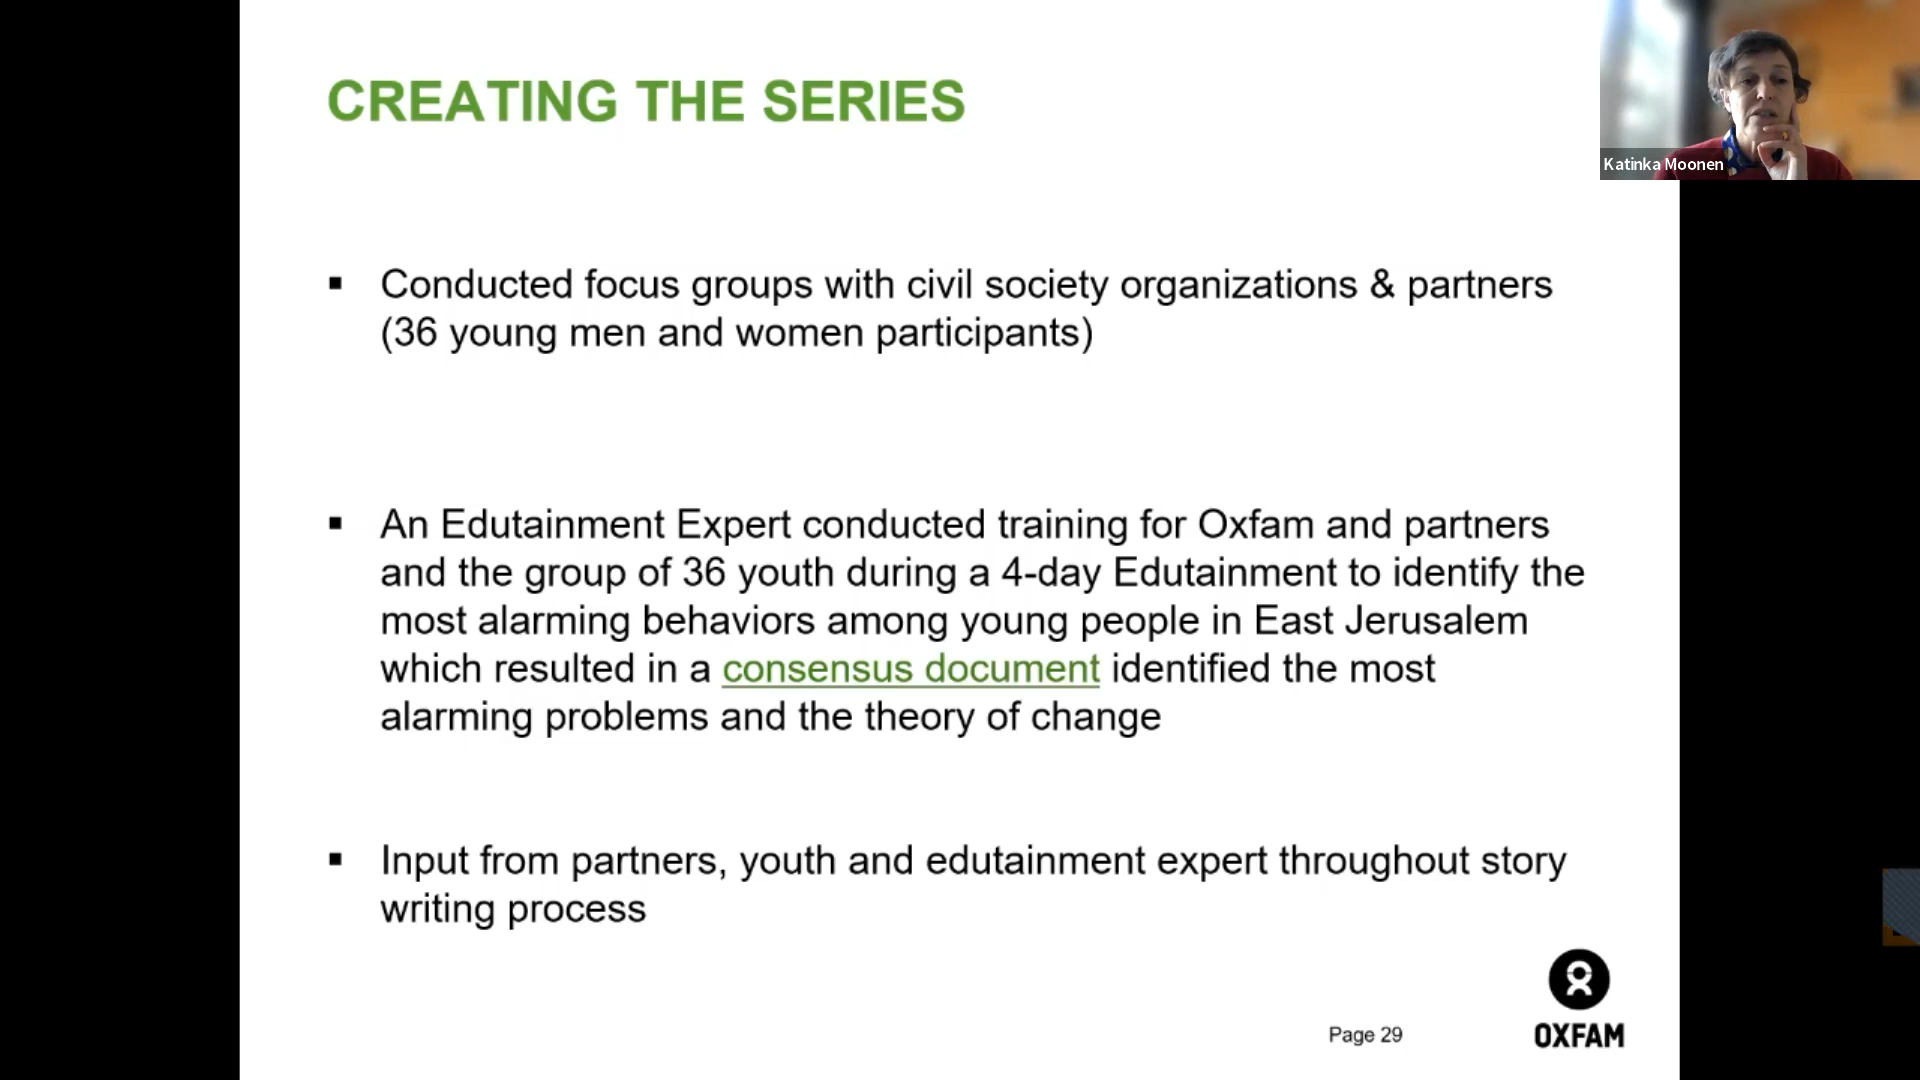 CREATING THE SERIES
Katinka Moonen
▪ Conducted focus groups with civil society organizations & partners
(36 young men and women participants)
▪ An Edutainment Expert conducted training for Oxfam and partners
and the group of 36 youth during a 4-day Edutainment to identify the
most alarming behaviors among young people in East Jerusalem
which resulted in a consensus document identified the most
alarming problems and the theory of change
▪ Input from partners, youth and edutainment expert throughout story
writing process
Page 29
OXFAM